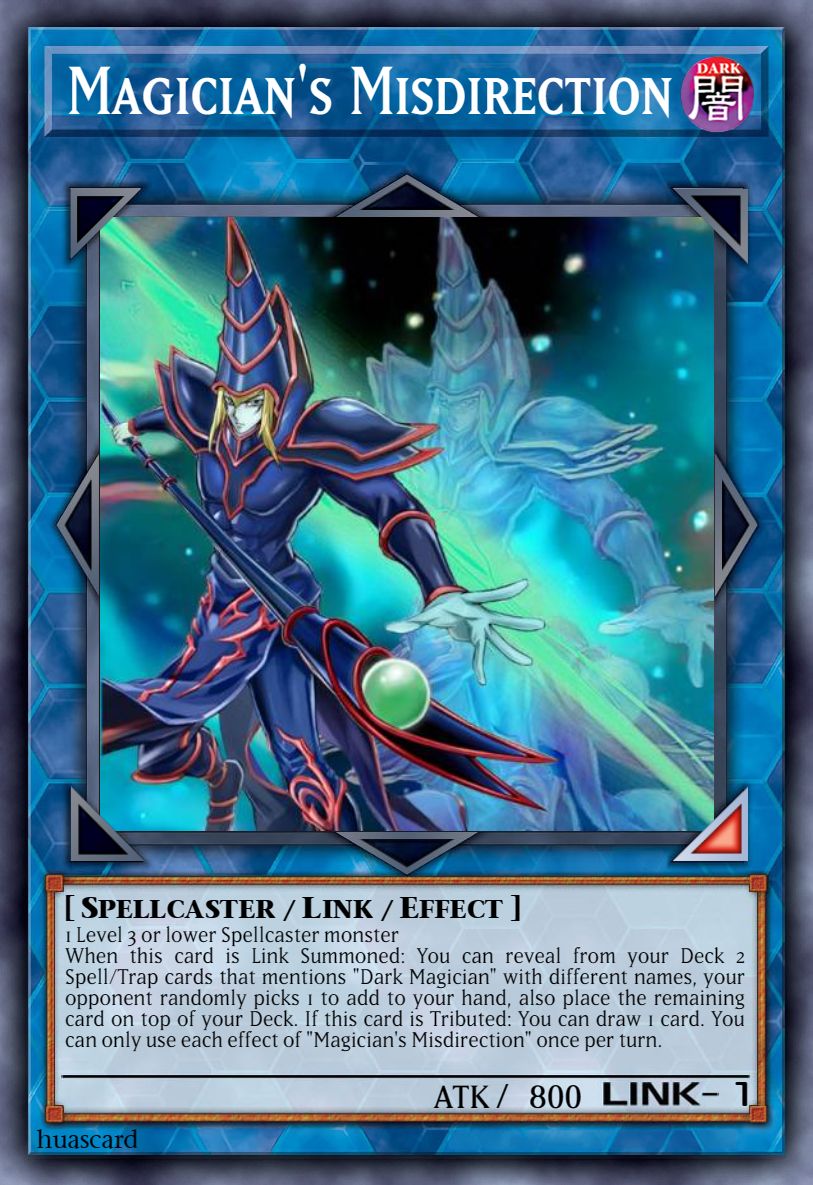 Magician's Misdirection
DARK
闇
[ Spellcaster / Link / Effect ]
1 Level 3 or lower Spellcaster monster
When this card is Link Summoned: You can reveal from your Deck 2
Spell/Trap cards that mentions "Dark Magician" with different names, your
opponent randomly picks 1 to add to your hand, also place the remaining
card on top of your Deck. If this card is Tributed: You can draw 1 card. You
can only use each effect of "Magician's Misdirection" once per turn.
ATK / 800 LINK- 1
huascard